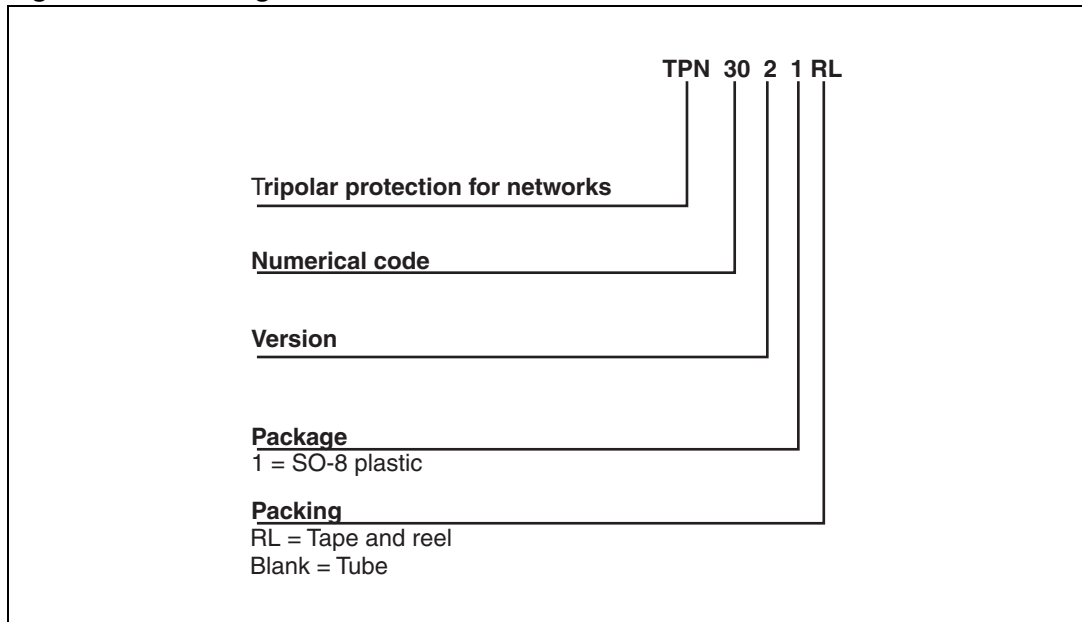 TPN 30 2 1 RL
Tripolar protection for networks
Numerical code
Version
Package
1 = SO-8 plastic
Packing
RL = Tape and reel
Blank = Tube